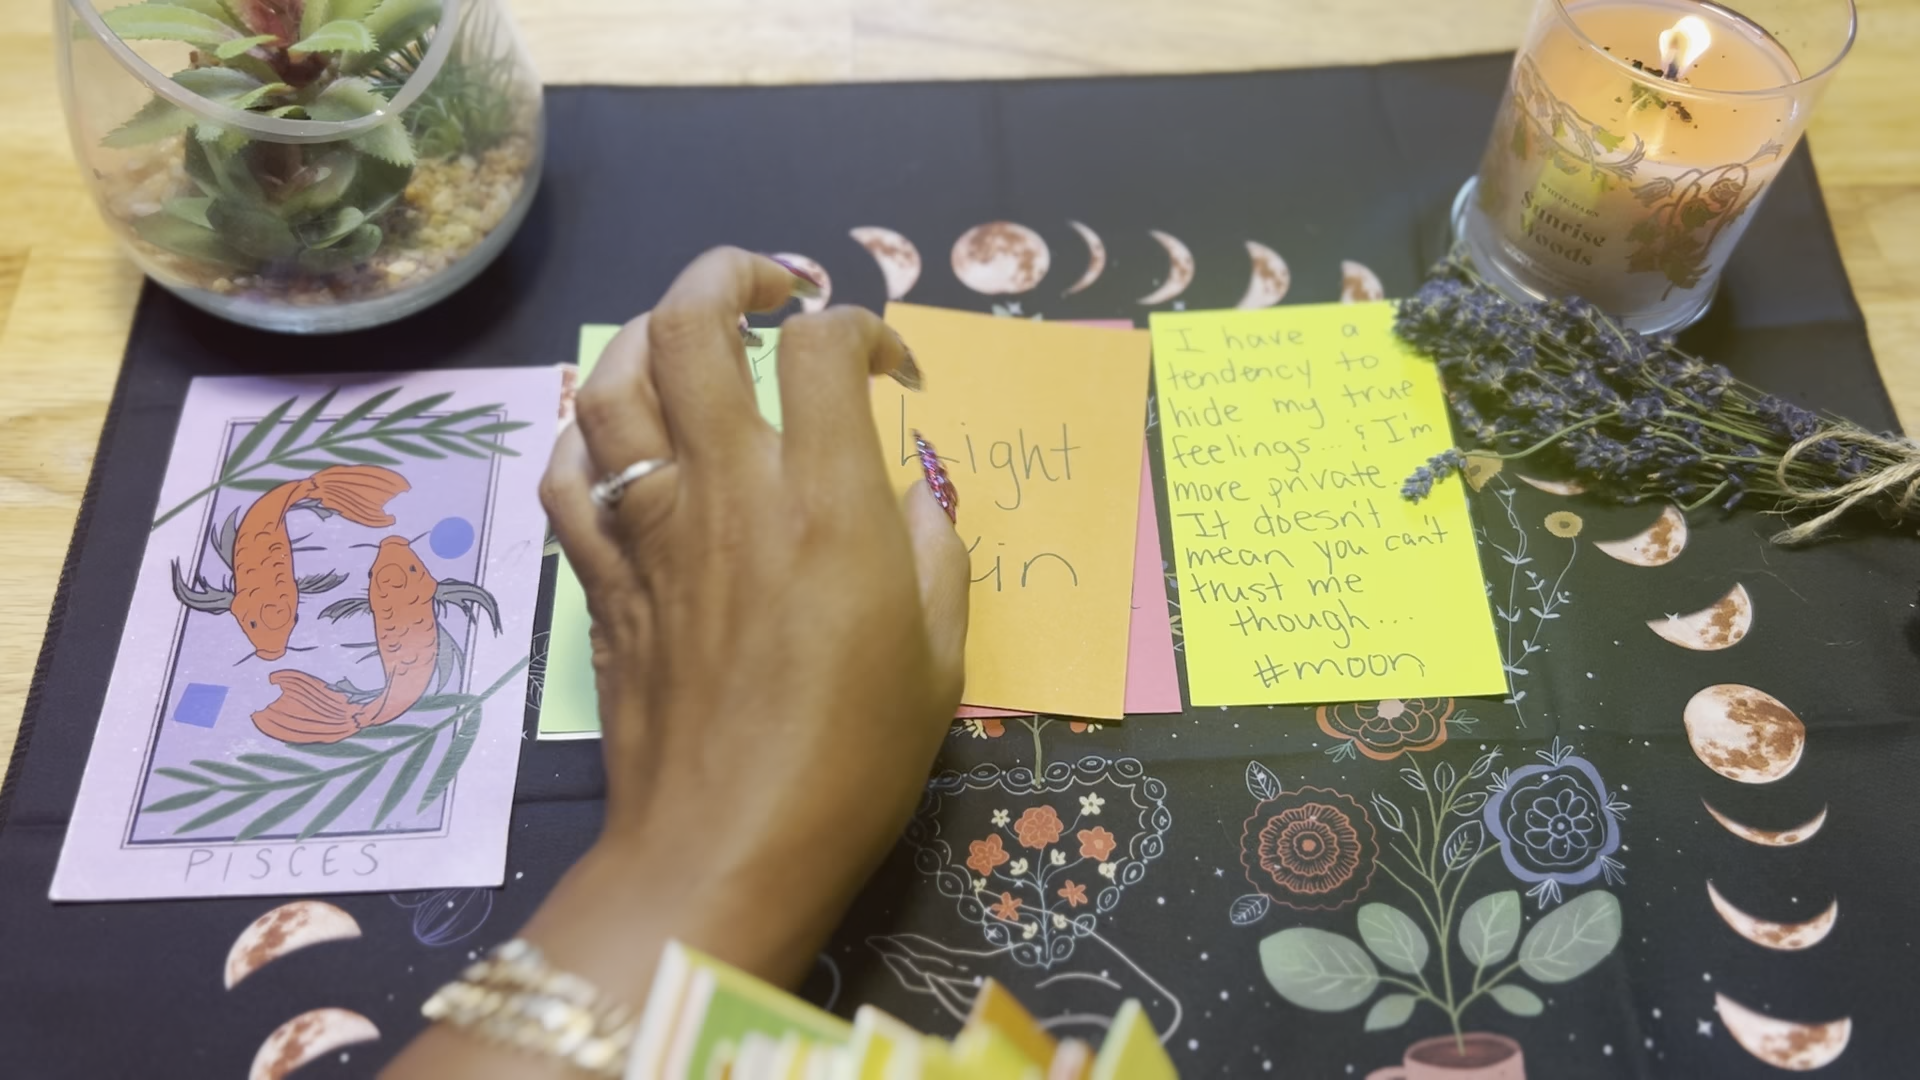 PISCES
Light
I have a
tendency to
hide my true
feelings... & I'm
more private.
It doesn't
mean you can't
trust me
though...
#moon
Sunrise
Woods